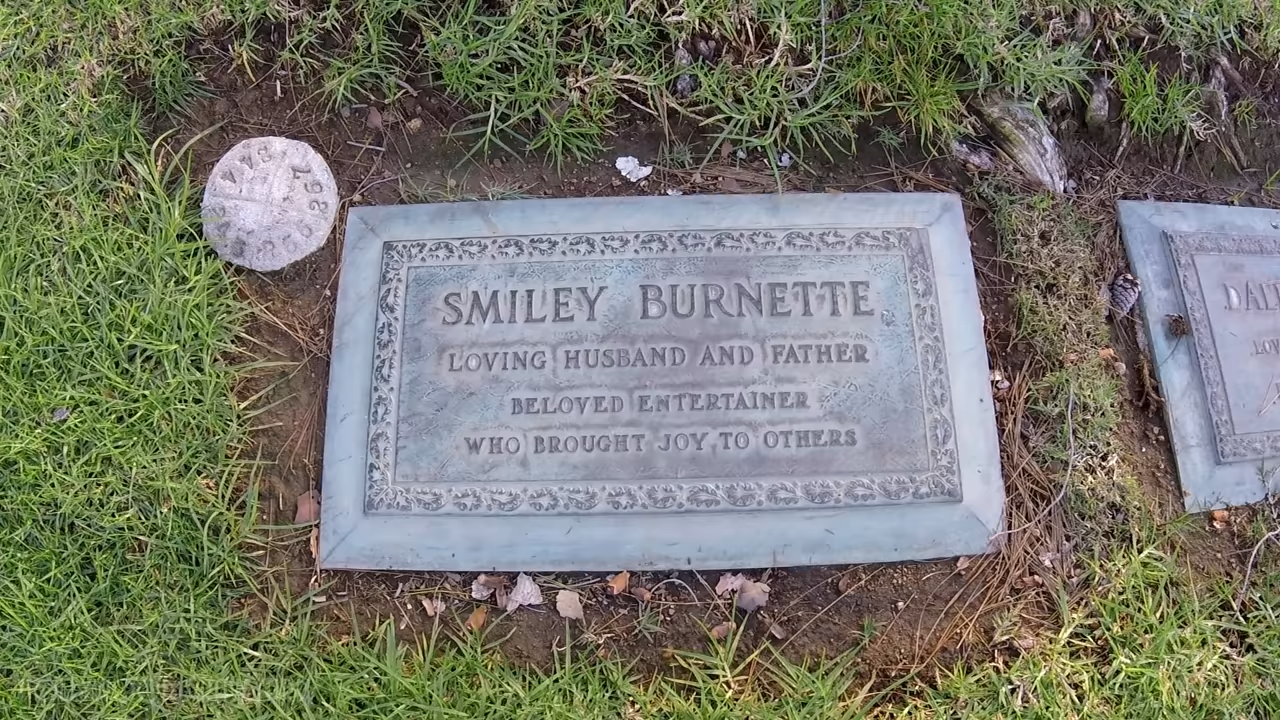 SMILEY BURNETTE
LOVING HUSBAND AND FATHER
BELOVED ENTERTAINER
WHO BROUGHT JOY TO OTHERS